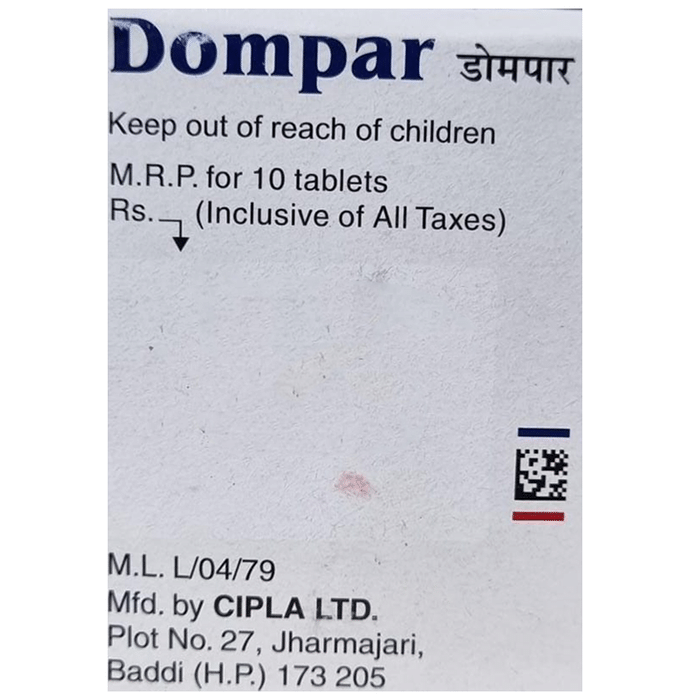 Dompar डोमपार
Keep out of reach of children
M.R.P. for 10 tablets
Rs. (Inclusive of All Taxes)
M.L. L/04/79
Mfd. by CIPLA LTD.
Plot No. 27, Jharmajari,
Baddi (H.P.) 173 205